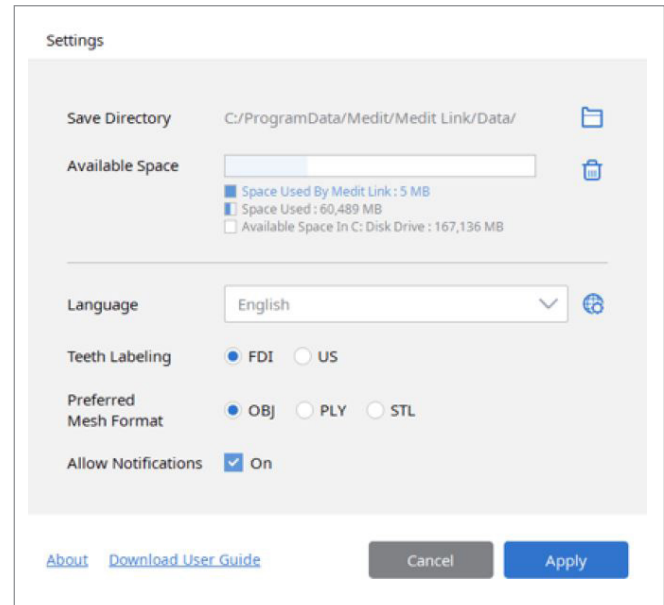 Settings
Save Directory C:/ProgramData/Medit/Medit Link/Data/
Available Space
Space Used By Medit Link : 5 MB
Space Used : 60,489 MB
Available Space In C: Disk Drive : 167,136 MB
Language English
Teeth Labeling FDI US
Preferred
Mesh Format OBJ PLY STL
Allow Notifications On
About Download User Guide Cancel Apply